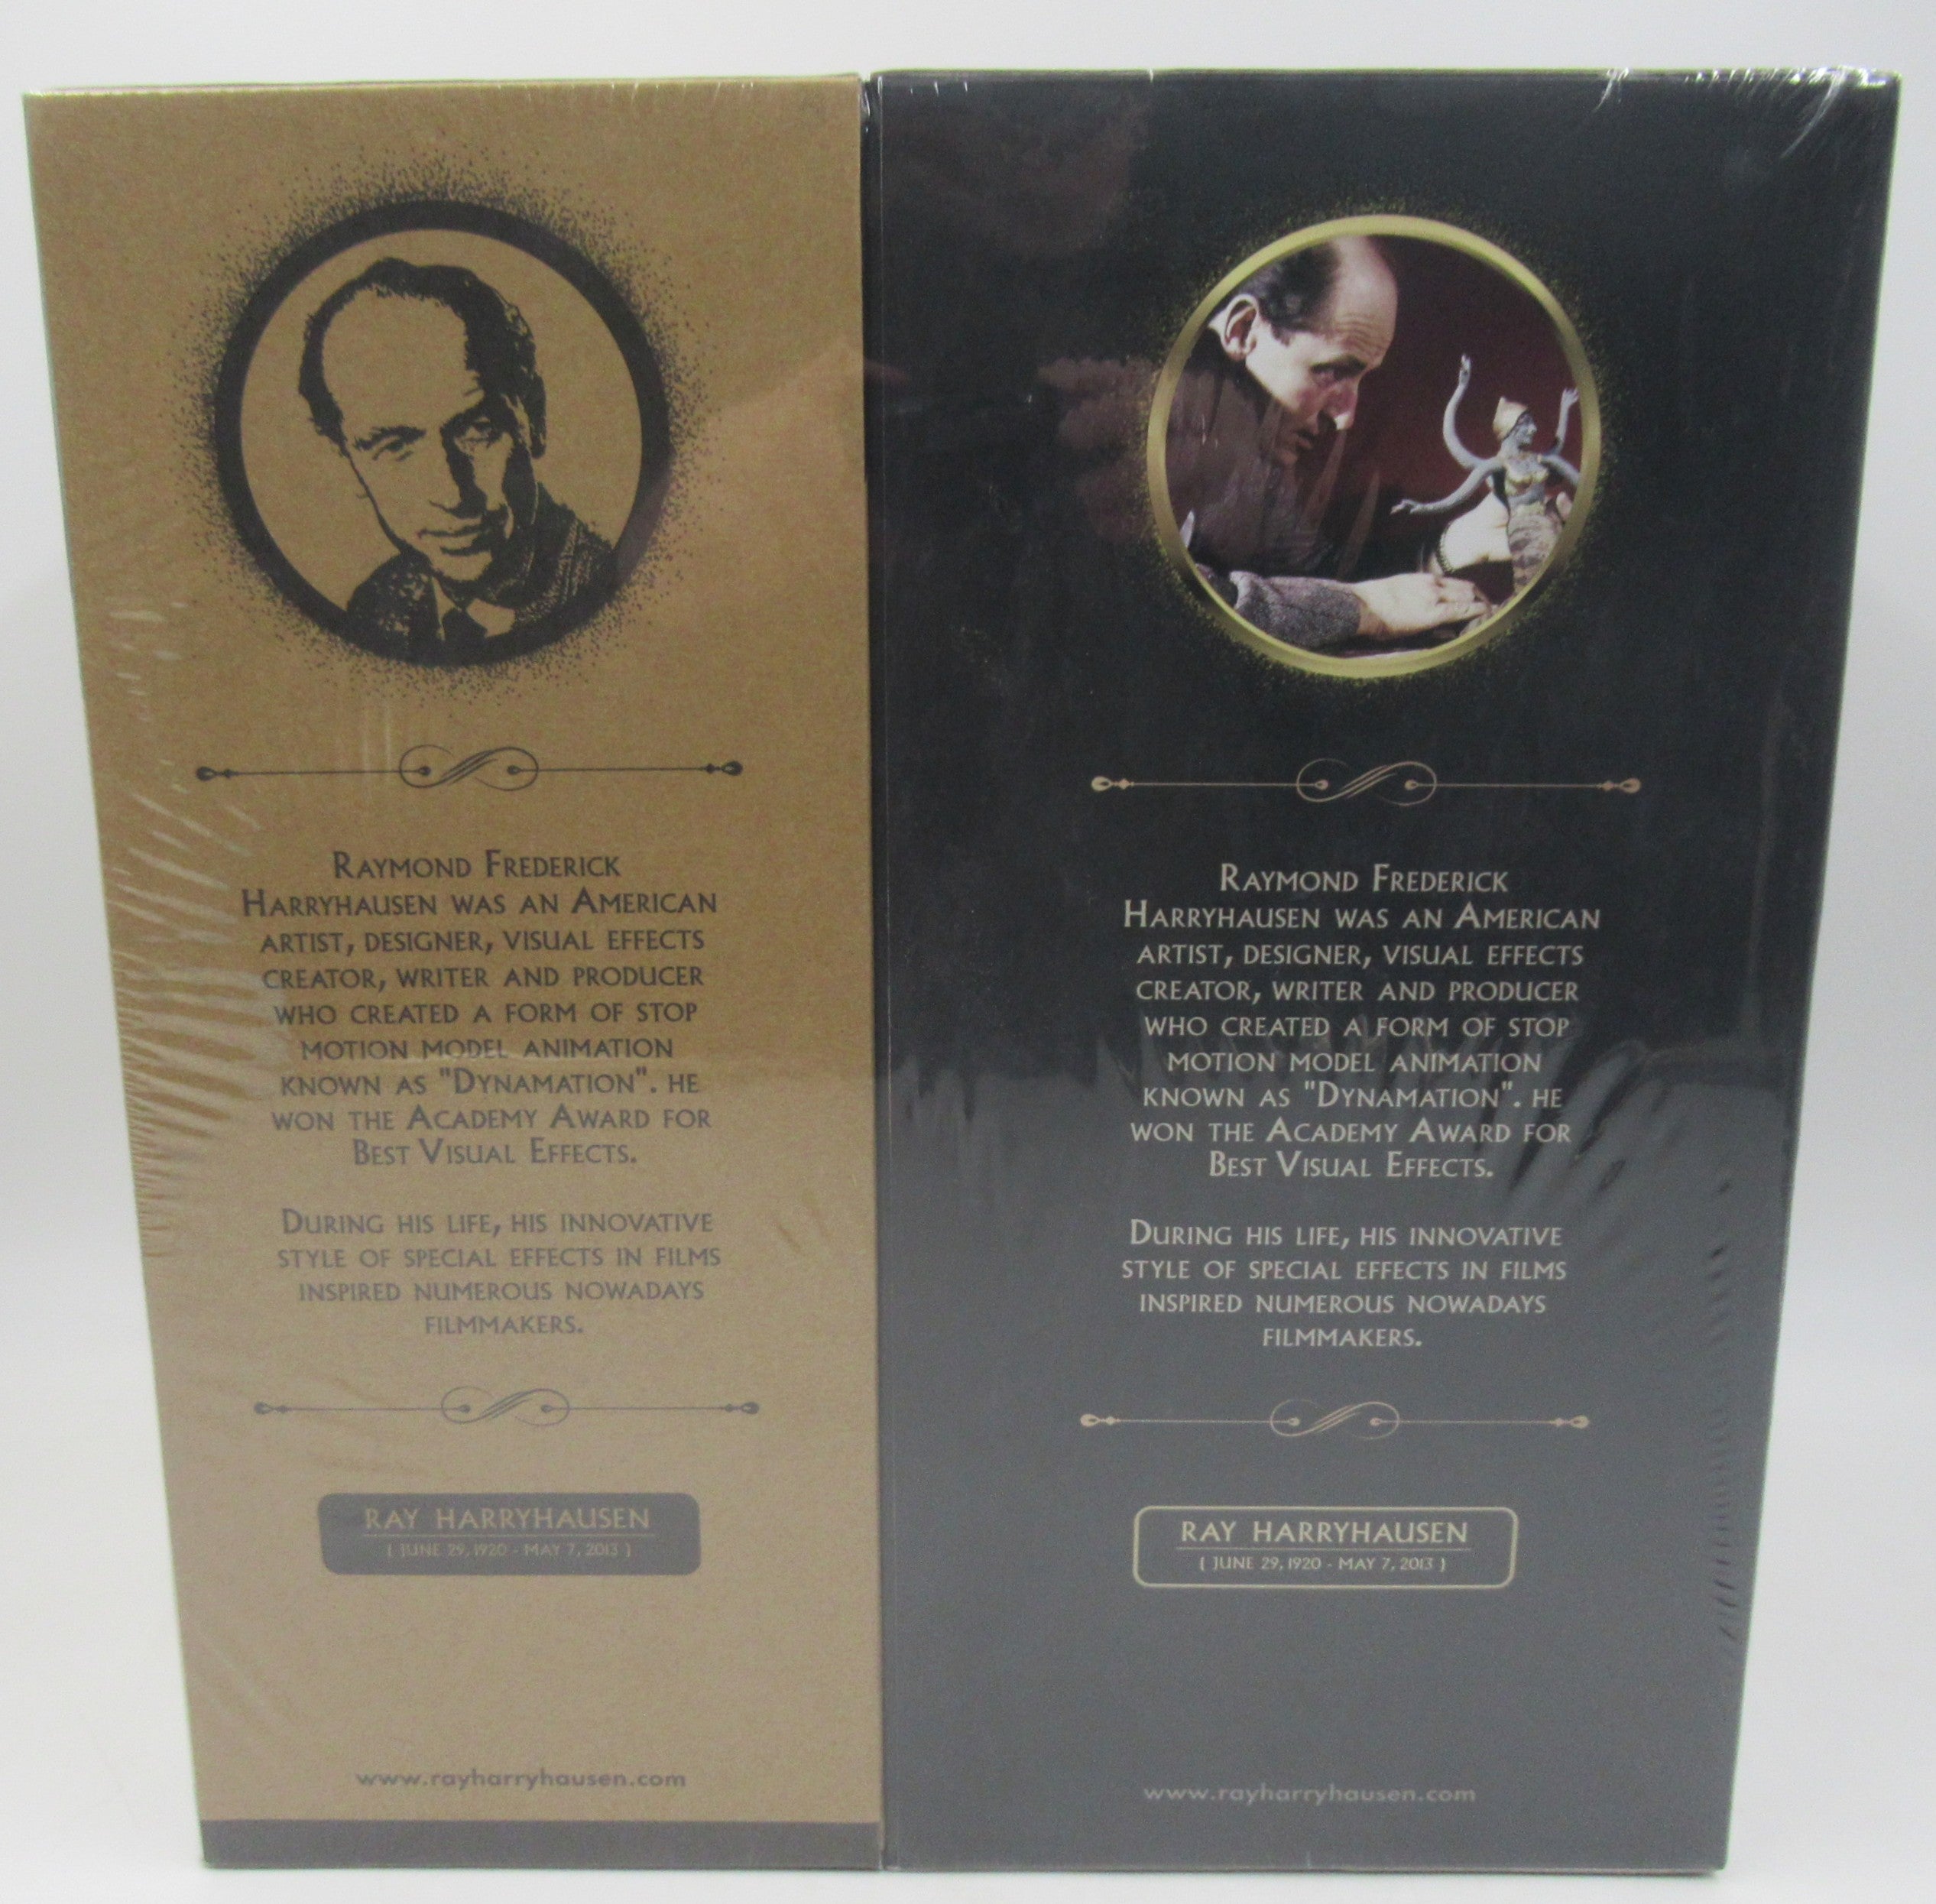 Raymond Frederick
Harryhausen was an American
artist, designer, visual effects
creator, writer and producer
who created a form of stop
motion model animation
known as "Dynamation". he
won the Academy Award for
Best Visual Effects.
During his life, his innovative
style of special effects in films
inspired numerous nowadays
filmmakers.
RAY HARRYHAUSEN
( JUNE 29, 1920 - MAY 7, 2013 )
www.rayharryhausen.com
Raymond Frederick
Harryhausen was an American
artist, designer, visual effects
creator, writer and producer
who created a form of stop
motion model animation
known as "Dynamation". he
won the Academy Award for
Best Visual Effects.
During his life, his innovative
style of special effects in films
inspired numerous nowadays
filmmakers.
RAY HARRYHAUSEN
( JUNE 29, 1920 - MAY 7, 2013 )
www.rayharryhausen.com